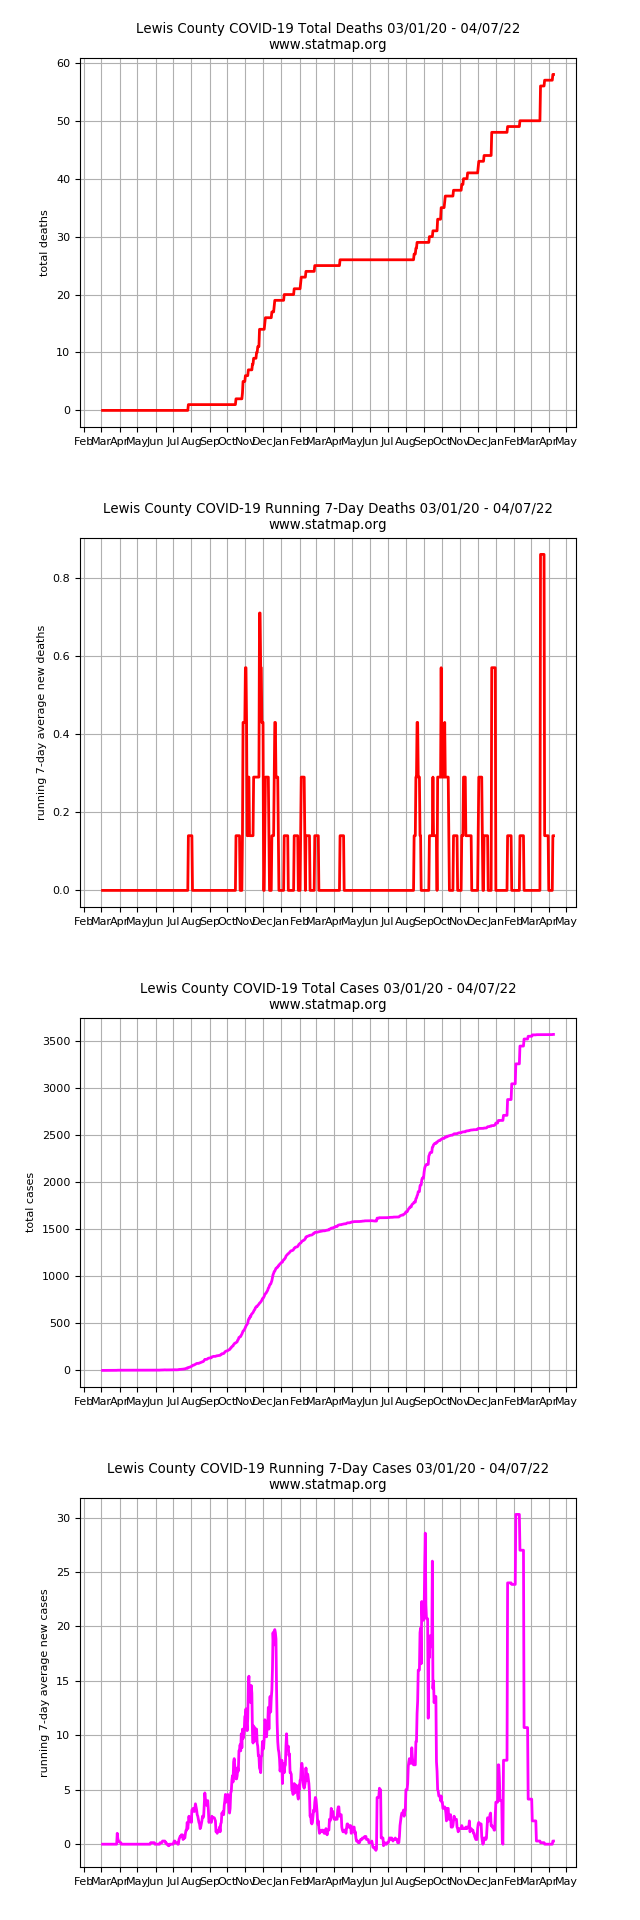 Lewis County COVID-19 Total Deaths 03/01/20 - 04/07/22
www.statmap.org
60
50
40
30
20
10
0
total deaths
Feb Mar Apr May Jun Jul Aug Sep Oct Nov Dec Jan Feb Mar Apr May Jun Jul Aug Sep Oct Nov Dec Jan Feb Mar Apr May
Lewis County COVID-19 Running 7-Day Deaths 03/01/20 - 04/07/22
www.statmap.org
0.8
0.6
0.4
0.2
0.0
running 7-day average new deaths
Feb Mar Apr May Jun Jul Aug Sep Oct Nov Dec Jan Feb Mar Apr May Jun Jul Aug Sep Oct Nov Dec Jan Feb Mar Apr May
Lewis County COVID-19 Total Cases 03/01/20 - 04/07/22
www.statmap.org
3500
3000
2500
2000
1500
1000
500
0
total cases
Feb Mar Apr May Jun Jul Aug Sep Oct Nov Dec Jan Feb Mar Apr May Jun Jul Aug Sep Oct Nov Dec Jan Feb Mar Apr May
Lewis County COVID-19 Running 7-Day Cases 03/01/20 - 04/07/22
www.statmap.org
30
25
20
15
10
5
0
running 7-day average new cases
Feb Mar Apr May Jun Jul Aug Sep Oct Nov Dec Jan Feb Mar Apr May Jun Jul Aug Sep Oct Nov Dec Jan Feb Mar Apr May